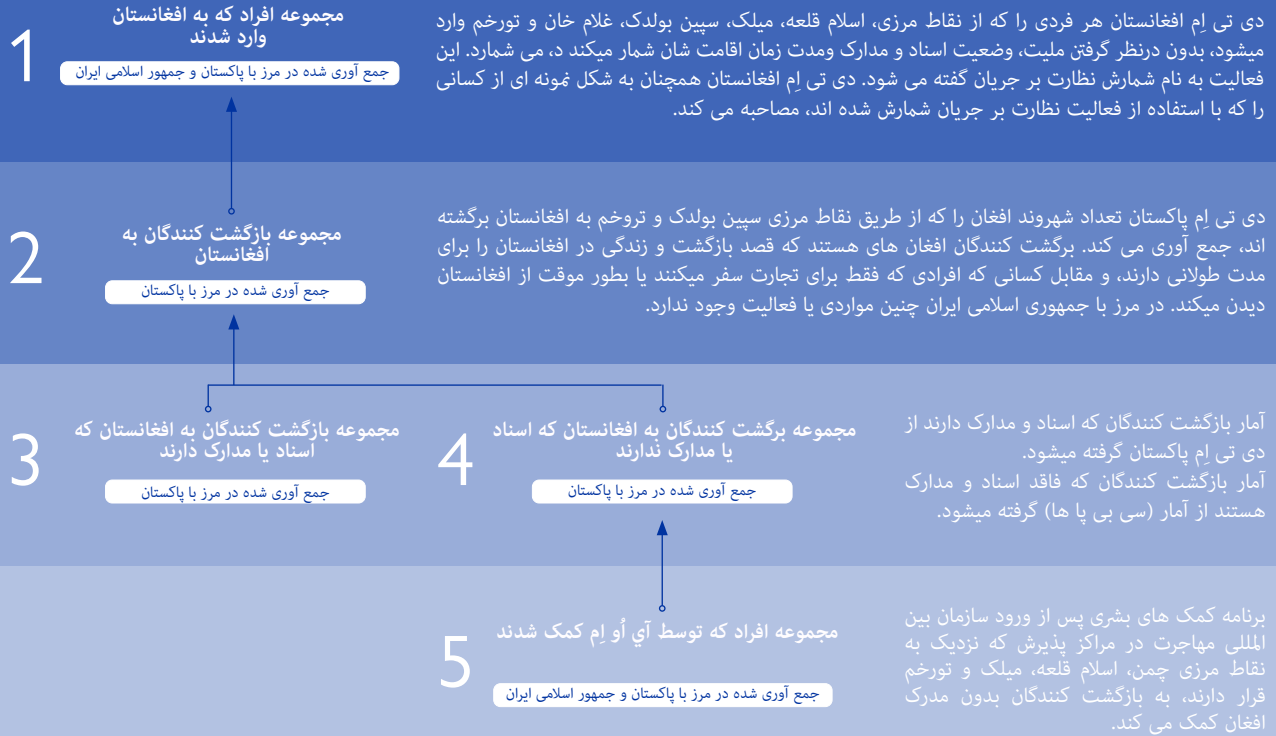 دی تی اِم افغانستان هر فردی را که از نقاط مرزی، اسلام قلعه، میلک، سپین بولدک، غلام خان و تورخم وارد
میشود، بدون درنظر گرفتن ملیت، وضعیت اسناد و مدارک ومدت زمان اقامت شان شمار میکند د، می شمارد. این
فعالیت به نام شمارش نظارت بر جریان گفته می شود. دی تی اِم افغانستان همچنان به شکل نمونه ای از کسانی
را که با استفاده از فعالیت نظارت بر جریان شمارش شده اند، مصاحبه می کند.
1
مجموعه افراد که به افغانستان
وارد شدند
جمع آوری شده در مرز با پاکستان و جمهور اسلامی ایران
دی تی اِم پاکستان تعداد شهروند افغان را که از طریق نقاط مرزی سپین بولدک و تروخم به افغانستان برگشته
اند، جمع آوری می کند. برگشت کنندگان افغان های هستند که قصد بازگشت و زندگی در افغانستان را برای
مدت طولانی دارند، و مقابل کسانی که افرادی که فقط برای تجارت سفر میکنند یا بطور موقت از افغانستان
دیدن میکند. در مرز با جمهوری اسلامی ایران چنین مواردی یا فعالیت وجود ندارد.
2
مجموعه بازگشت کنندگان به
افغانستان
جمع آوری شده در مرز با پاکستان
آمار بازگشت کنندگان که اسناد و مدارک دارند از
دی تی اِم پاکستان گرفته میشود.
آمار بازگشت کنندگان که فاقد اسناد و مدارک
هستند از آمار (سی بی پا ها) گرفته میشود.
4
مجموعه برگشت کنندگان به افغانستان که اسناد
یا مدارک ندارند
جمع آوری شده در مرز با پاکستان
3
مجموعه بازگشت کنندگان به افغانستان که
اسناد یا مدارک دارند
جمع آوری شده در مرز با پاکستان
برنامه کمک های بشری پس از ورود سازمان بین
المللی مهاجرت در مراکز پذیرش که نزدیک به
نقاط مرزی چمن، اسلام قلعه، میلک و تورخم
قرار دارند، به بازگشت کنندگان بدون مدرک
افغان کمک می کند.
5
مجموعه افراد که توسط آي اُو اِم کمک شدند
جمع آوری شده در مرز با پاکستان و جمهور اسلامی ایران